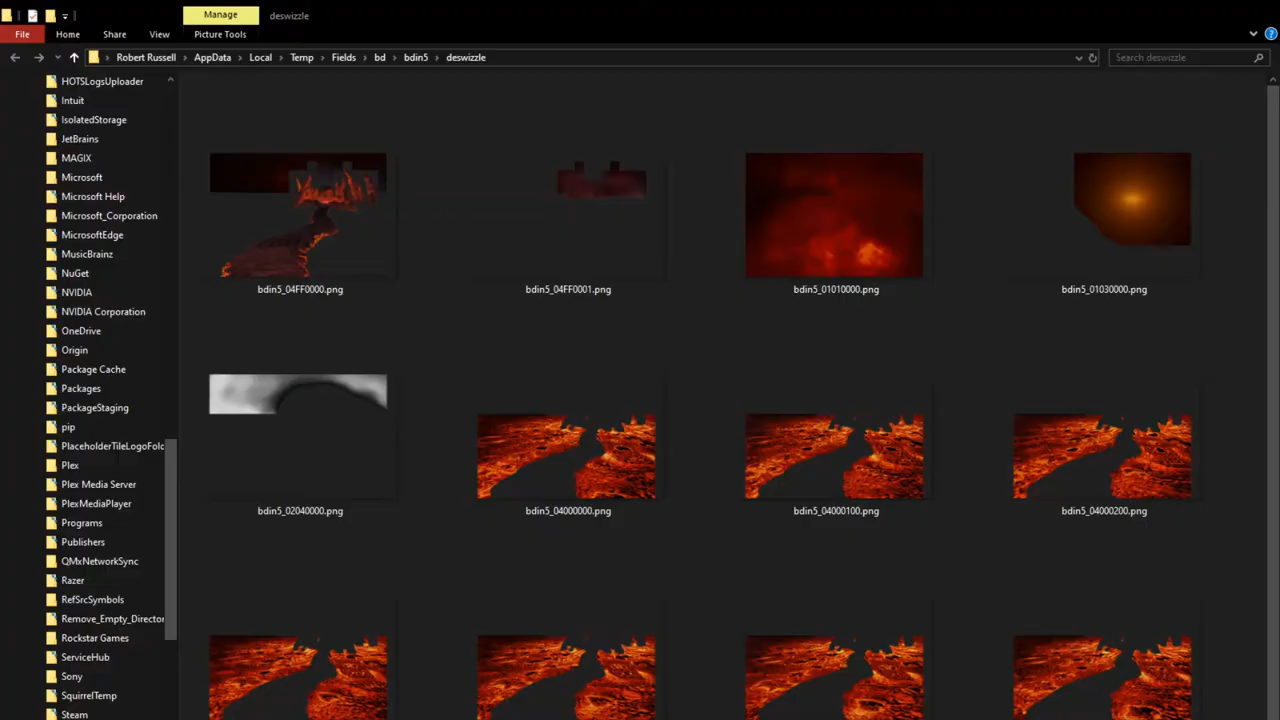 Manage
deswizzle
File
Home
Share
View
Picture Tools
Robert Russell
AppData
Local
Temp
Fields
bd
bdin5
deswizzle
Search deswizzle
HOTSLogsUploader
Intuit
IsolatedStorage
JetBrains
MAGIX
Microsoft
Microsoft Help
Microsoft_Corporation
MicrosoftEdge
MusicBrainz
NuGet
NVIDIA
NVIDIA Corporation
OneDrive
Origin
Package Cache
Packages
PackageStaging
pip
PlaceholderTileLogoFolc
Plex
Plex Media Server
PlexMediaPlayer
Programs
Publishers
QMxNetworkSync
Razer
RefSrcSymbols
Remove_Empty_Director
Rockstar Games
ServiceHub
Sony
SquirrelTemp
Steam
bdin5_04FF0000.png
bdin5_04FF0001.png
bdin5_01010000.png
bdin5_01030000.png
bdin5_02040000.png
bdin5_04000000.png
bdin5_04000100.png
bdin5_04000200.png